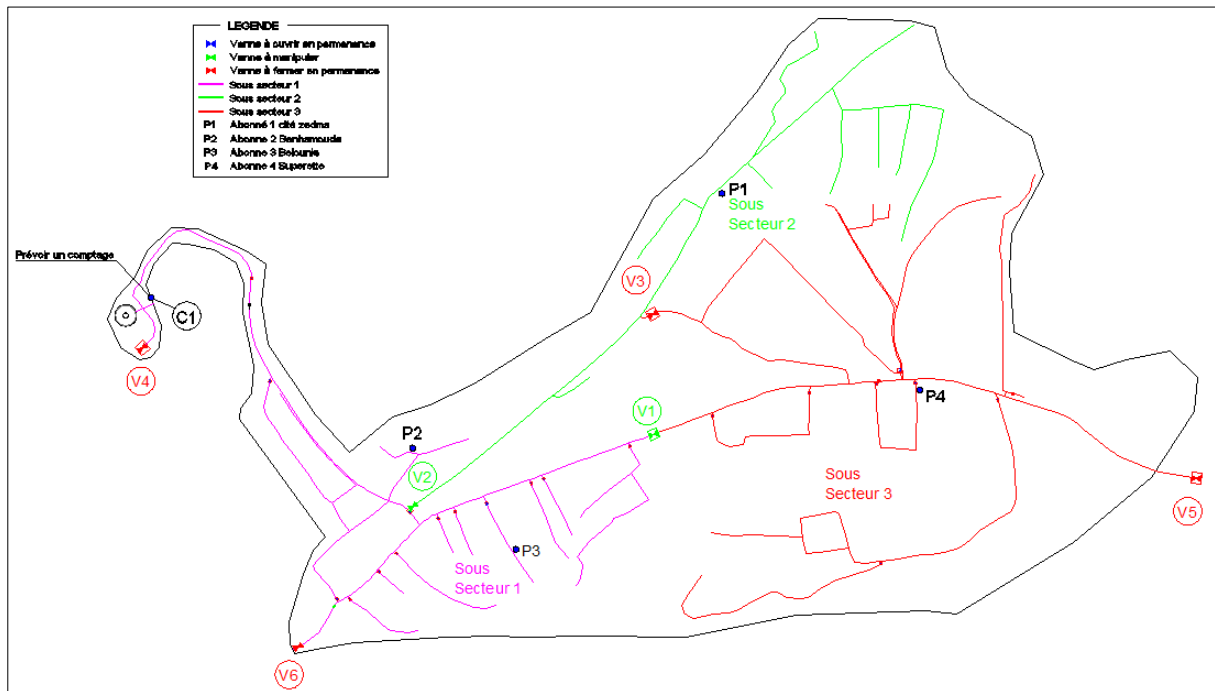 LEGENDE
Vanne à ouvrir en permanence
Vanne à manipuler
Vanne à fermer en permanence
Sous secteur 1
Sous secteur 2
Sous secteur 3
P1 Abonné 1 cité zedma
P2 Abonne 2 Benhamouda
P3 Abonne 3 Belounis
P4 Abonne 4 Superette
P1
Sous
Secteur 2
Prévoir un comptage
V3
C1
V4
P4
V1
P2
V2
Sous
Secteur 3
V5
P3
Sous
Secteur 1
V6